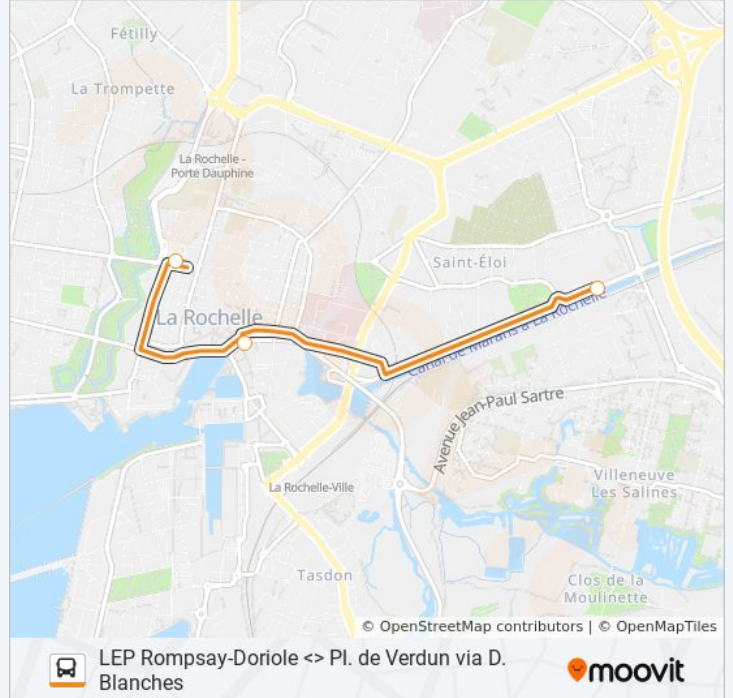 Fétilly
La Trompette
La Rochelle -
Porte Dauphine
Saint-Éloi
La Rochelle
Canal de Marans à La Rochelle
Avenue Jean-Paul Sartre
Villeneuve
Les Salines
La Rochelle-Ville
Tasdon
Clos de la
Moulinette
© OpenStreetMap contributors | © OpenMapTiles
LEP Rompsay-Doriole <> Pl. de Verdun via D.
Blanches
moovit